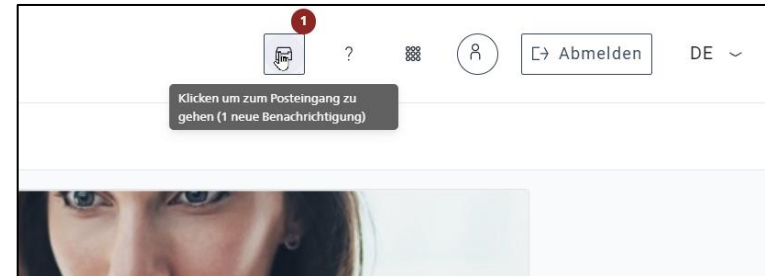 1
? Abmelden DE
Klicken um zum Posteingang zu
gehen (1 neue Benachrichtigung)